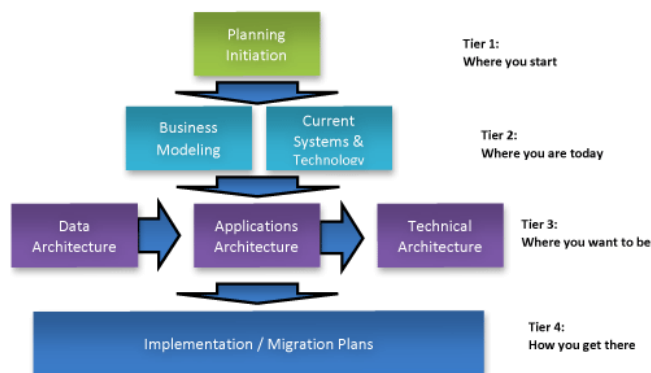 Planning
Initiation
Tier 1:
Where you start
Business
Modeling
Current
Systems &
Technology
Tier 2:
Where you are today
Data
Architecture
Applications
Architecture
Technical
Architecture
Tier 3:
Where you want to be
Implementation / Migration Plans
Tier 4:
How you get there